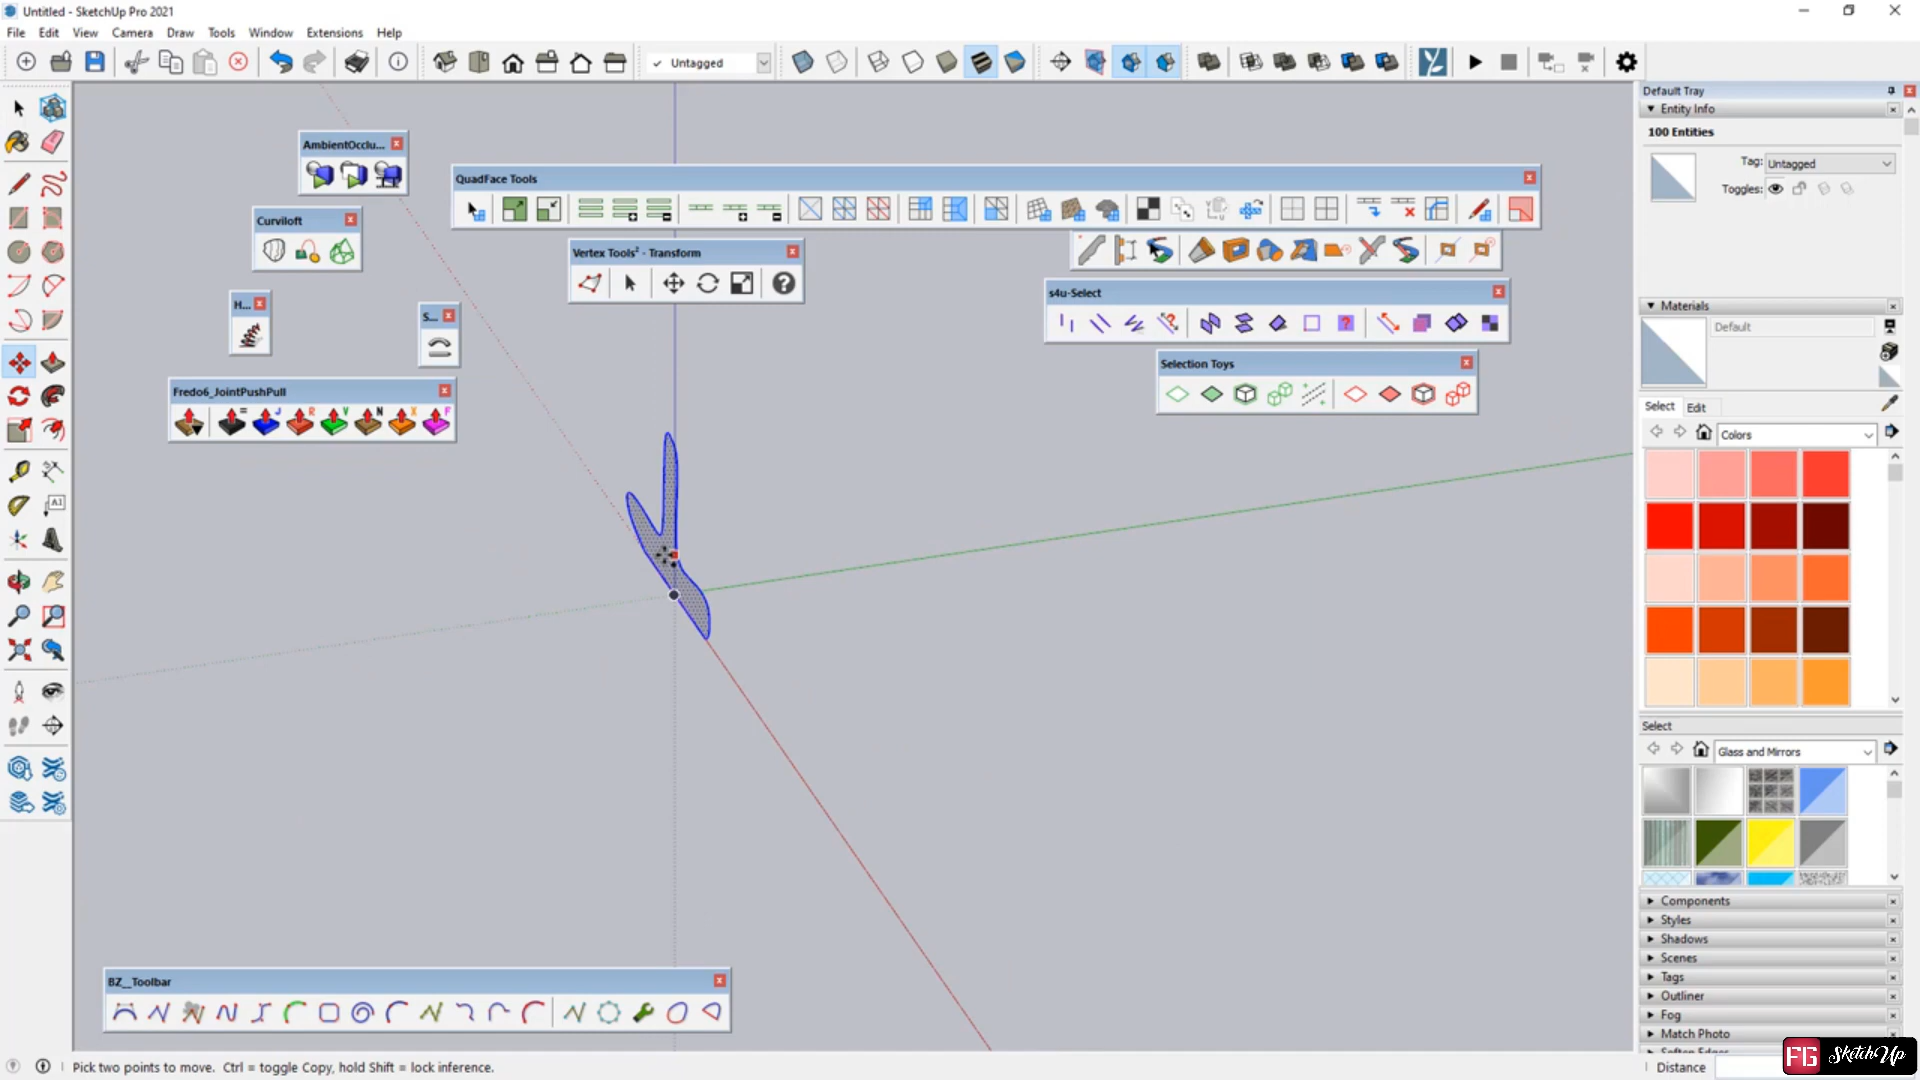 Untitled - SketchUp Pro 2021
File Edit View Camera Draw Tools Window Extensions Help
Untagged
Default Tray
Entity Info
100 Entities
Tag: Untagged
Toggles:
AmbientOcclu...
QuadFace Tools
Curviloft
Vertex Tools² - Transform
s4u-Select
H...
S...
Selection Toys
Fredo6_JointPushPull
Materials
Default
Select Edit
Colors
Select
Glass and Mirrors
Components
Styles
Shadows
Scenes
Tags
Outliner
Fog
Match Photo
BZ__Toolbar
Pick two points to move. Ctrl = toggle Copy, hold Shift = lock inference.
Distance
FG SketchUp